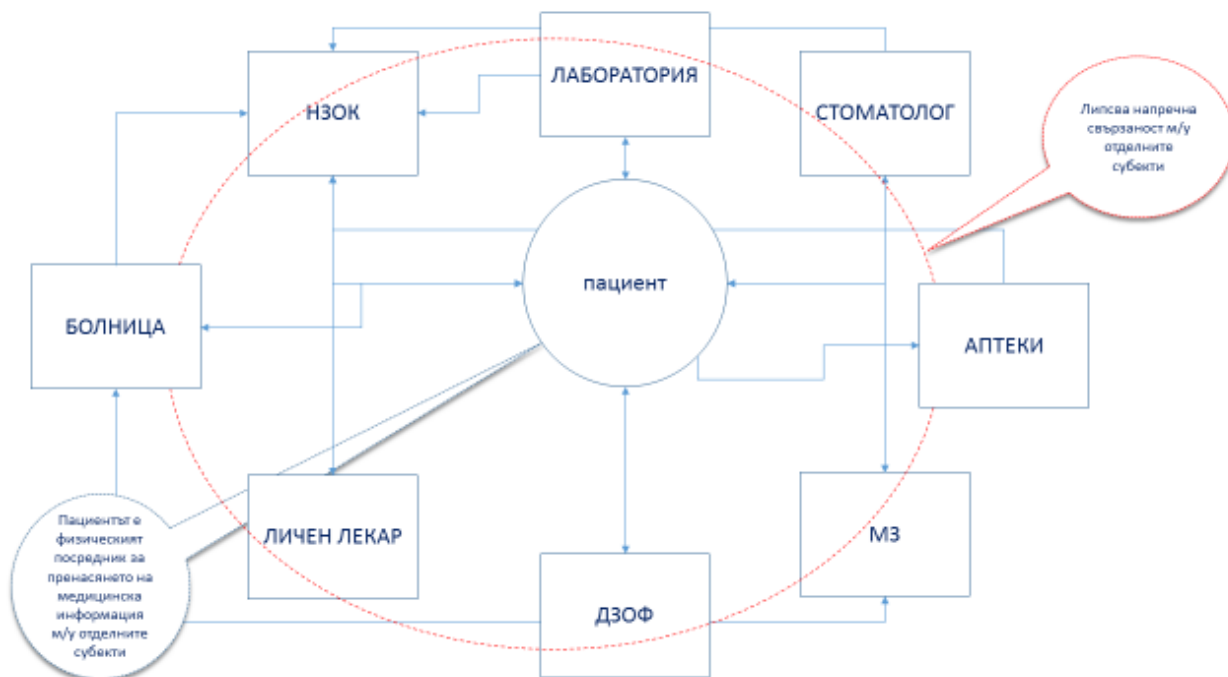 ЛАБОРАТОРИЯ
НЗОК
СТОМАТОЛОГ
Липсва напречна
свързаност м/у
отделните
субекти
пациент
БОЛНИЦА
АПТЕКИ
ЛИЧЕН ЛЕКАР
МЗ
ДЗОФ
Пациентът е
физическият
посредник за
пренасянето на
медицинска
информация
м/у отделните
субекти